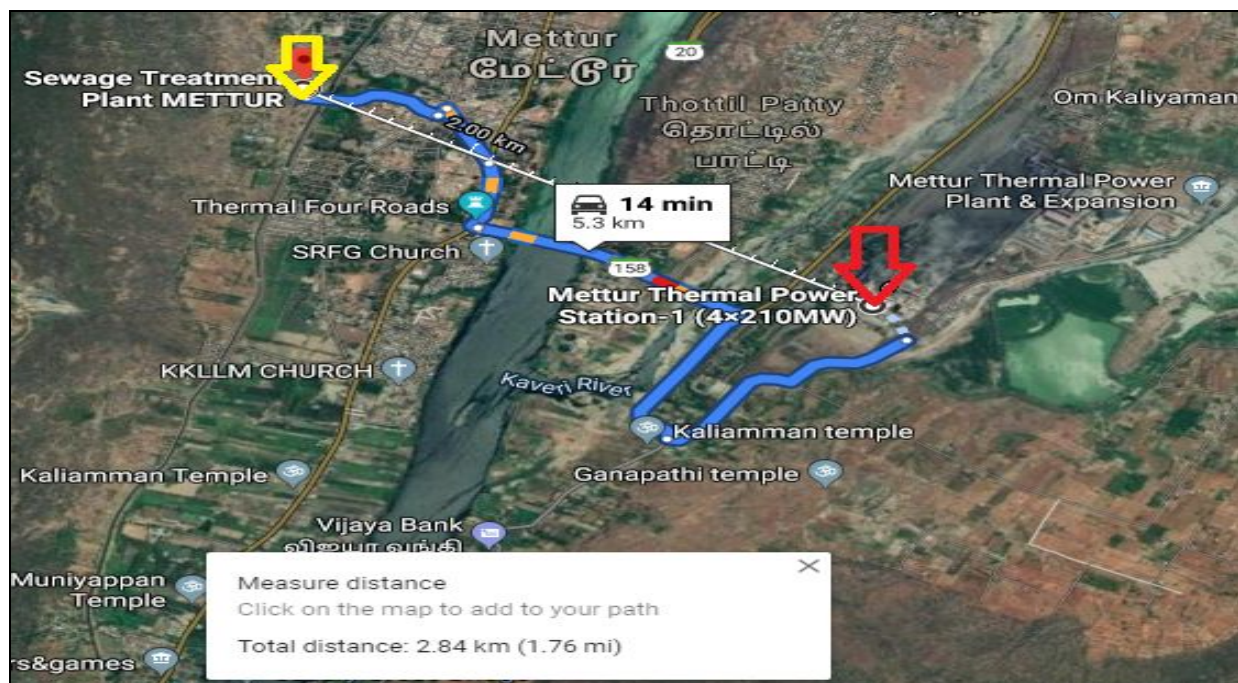 Mettur
மேட்டூர்
20
Sewage Treatment
Plant METTUR
Thottil Patty
தொட்டில்
பாட்டி
Om Kaliyaman
2.00 km
Mettur Thermal Power
Plant & Expansion
Thermal Four Roads
14 min
5.3 km
SRFG Church
158
Mettur Thermal Power
Station-1 (4×210MW)
KKLLM CHURCH
Kaveri River
Kaliamman temple
Kaliamman Temple
Ganapathi temple
Vijaya Bank
விஜயா வங்கி
Muniyappan
Temple
Measure distance
Click on the map to add to your path
Total distance: 2.84 km (1.76 mi)
rs&games